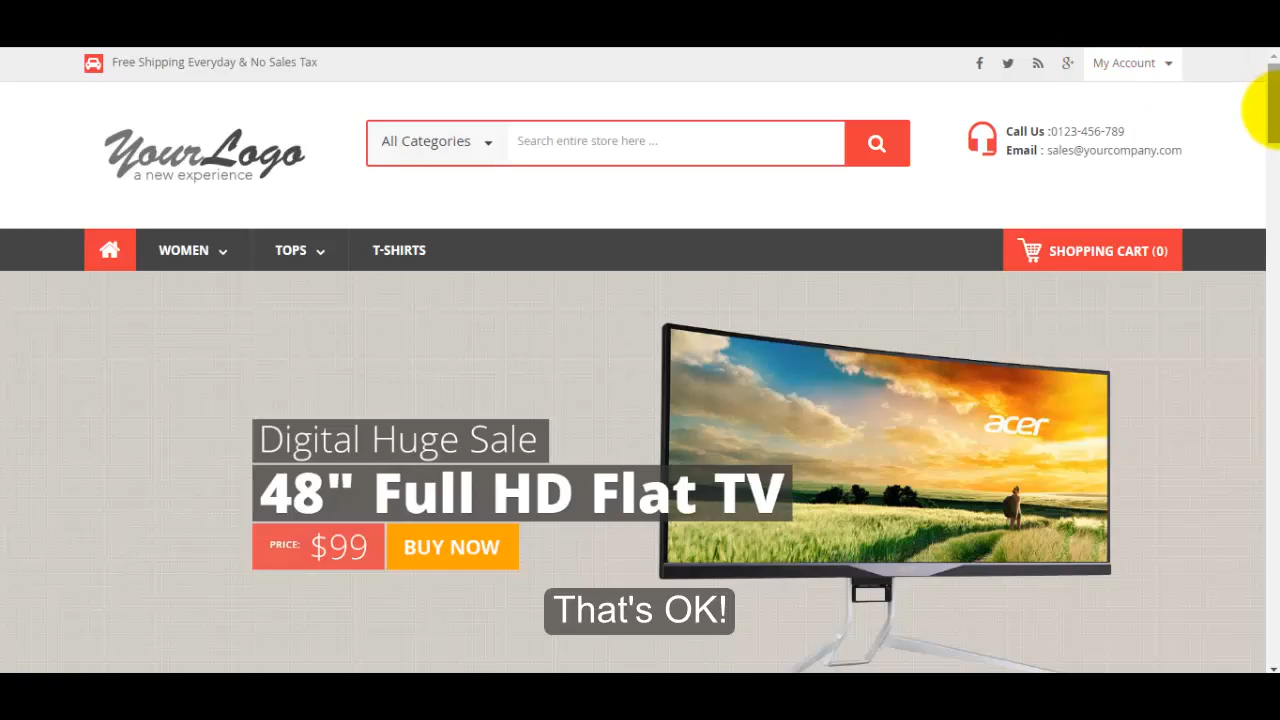 Free Shipping Everyday & No Sales Tax
My Account
YourLogo
a new experience
All Categories
Search entire store here ...
Call Us :0123-456-789
Email : sales@yourcompany.com
WOMEN
TOPS
T-SHIRTS
SHOPPING CART (0)
acer
Digital Huge Sale
48" Full HD Flat TV
PRICE: $99
BUY NOW
That's OK!